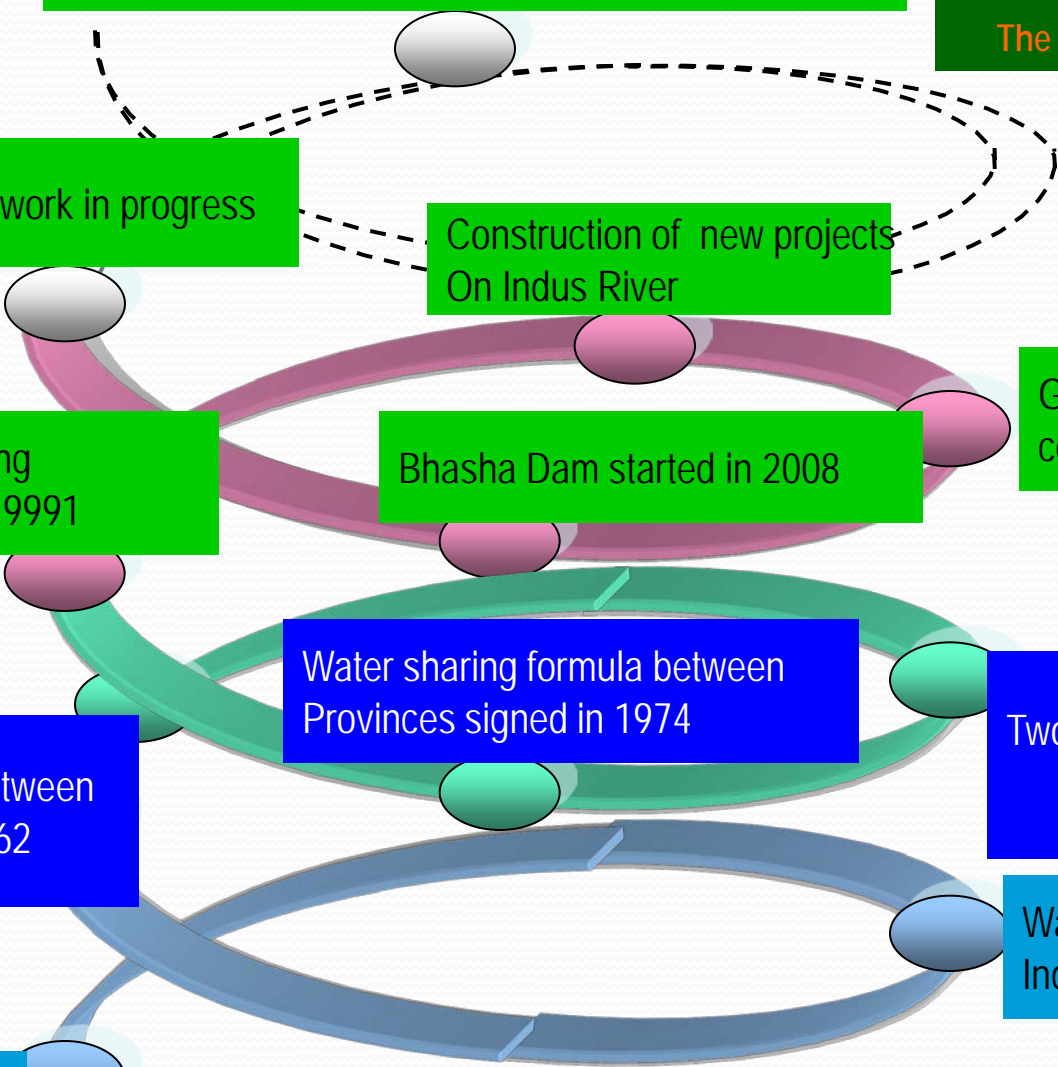 The
work in progress
Construction of new projects
On Indus River
ng
9991
Bhasha Dam started in 2008
G
Water sharing formula between
Provinces signed in 1974
tween
62
Two
Wa